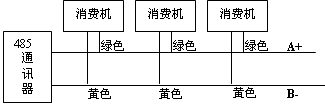 消费机 消费机 消费机
485
通
讯
器
绿色 绿色 绿色 A+
黄色 黄色 黄色 B-